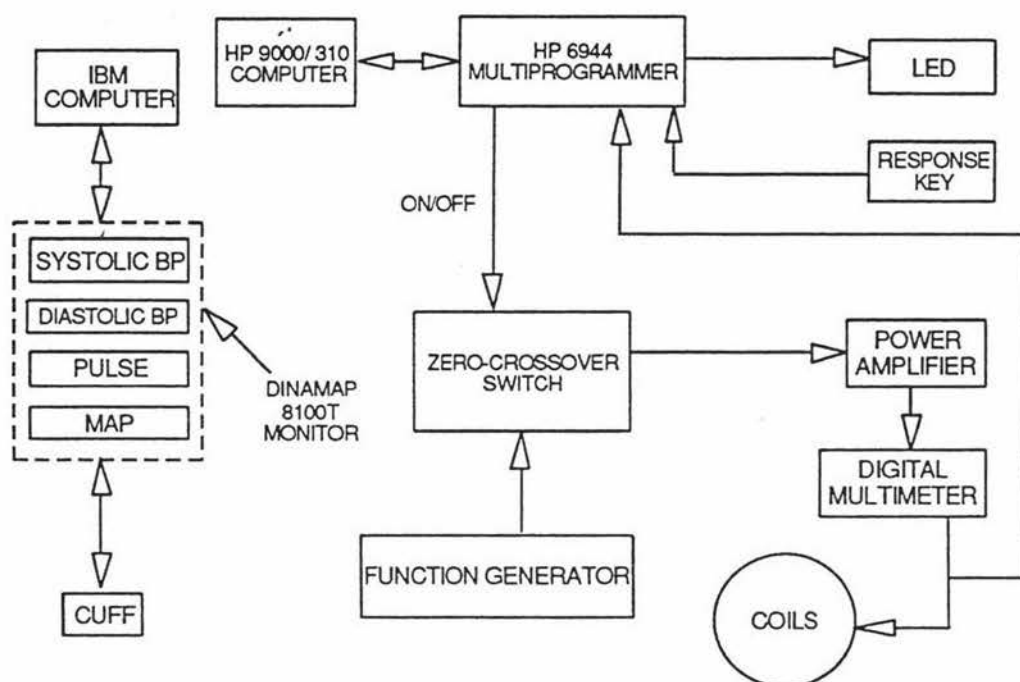 IBM
COMPUTER
HP 9000/310
COMPUTER
HP 6944
MULTIPROGRAMMER
LED
RESPONSE
KEY
ON/OFF
SYSTOLIC BP
DIASTOLIC BP
PULSE
MAP
DINAMAP
8100T
MONITOR
ZERO-CROSSOVER
SWITCH
POWER
AMPLIFIER
DIGITAL
MULTIMETER
FUNCTION GENERATOR
CUFF
COILS